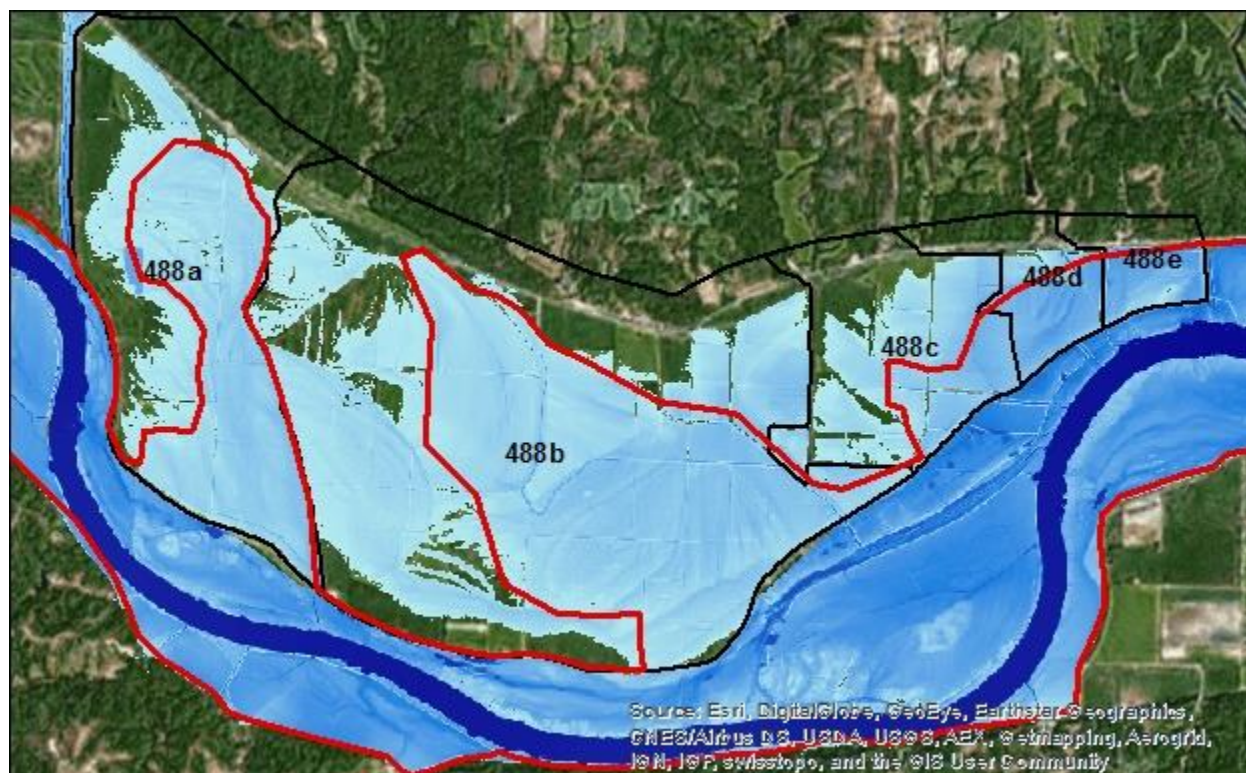 488a
488b
488c
488d
488e
Source: Esri, DigitalGlobe, GeoEye, Earthstar Geographics,
CNES/Airbus DS, USDA, USGS, AEX, Getmapping, Aerogrid,
IGN, IGP, swisstopo, and the GIS User Community